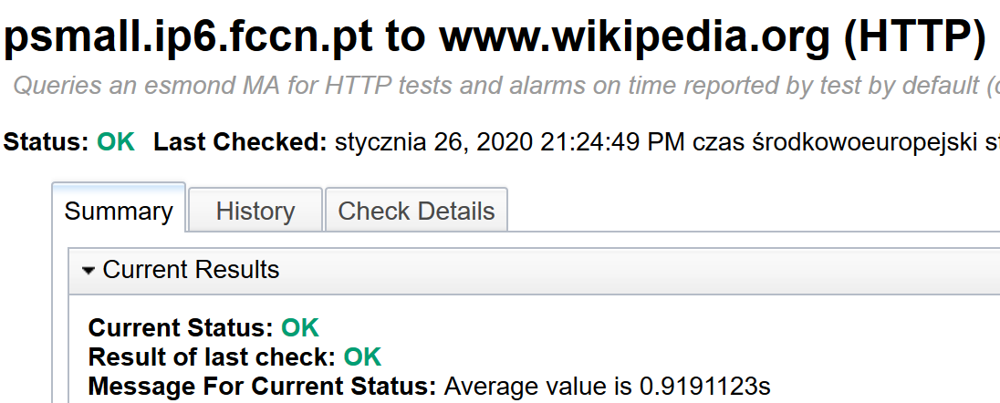 psmall.ip6.fccn.pt to www.wikipedia.org (HTTP)
Queries an esmond MA for HTTP tests and alarms on time reported by test by default (
Status: OK Last Checked: stycznia 26, 2020 21:24:49 PM czas środkowoeuropejski
Summary History Check Details
Current Results
Current Status: OK
Result of last check: OK
Message For Current Status: Average value is 0.9191123s